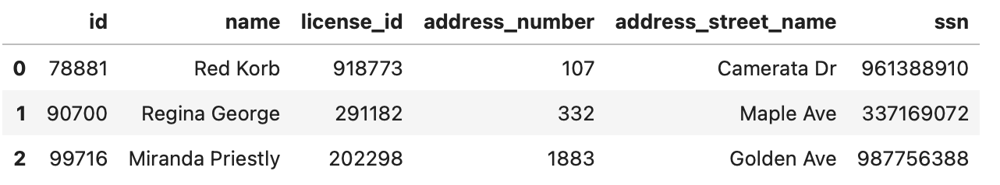 id name license_id address_number address_street_name ssn
0 78881 Red Korb 918773 107 Camerata Dr 961388910
1 90700 Regina George 291182 332 Maple Ave 337169072
2 99716 Miranda Priestly 202298 1883 Golden Ave 987756388